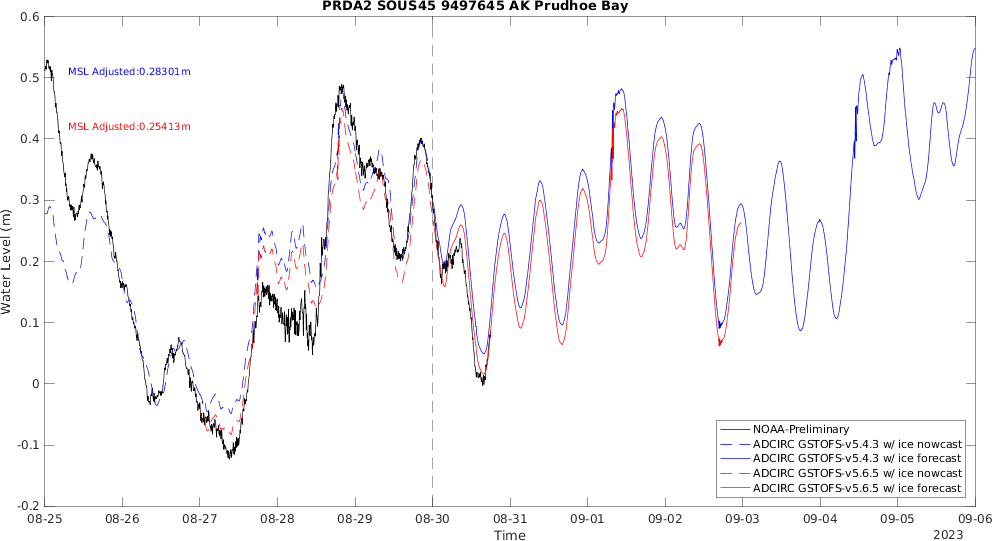 PRDA2 SOUS45 9497645 AK Prudhoe Bay
0.6
0.5
0.4
0.3
0.2
0.1
0
-0.1
-0.2
Water Level (m)
MSL Adjusted:0.28301m
MSL Adjusted:0.25413m
NOAA-Preliminary
ADCIRC GSTOFS-v5.4.3 w/ ice nowcast
ADCIRC GSTOFS-v5.4.3 w/ ice forecast
ADCIRC GSTOFS-v5.6.5 w/ ice nowcast
ADCIRC GSTOFS-v5.6.5 w/ ice forecast
08-25 08-26 08-27 08-28 08-29 08-30 08-31 09-01 09-02 09-03 09-04 09-05 09-06
Time
2023